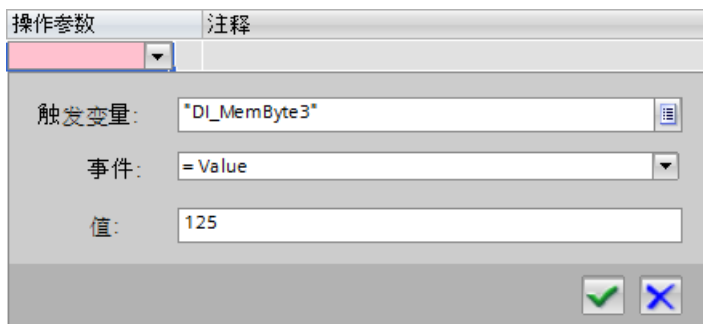 操作参数 注释
触发变量: "DI_MemByte3"
事件: = Value
值: 125